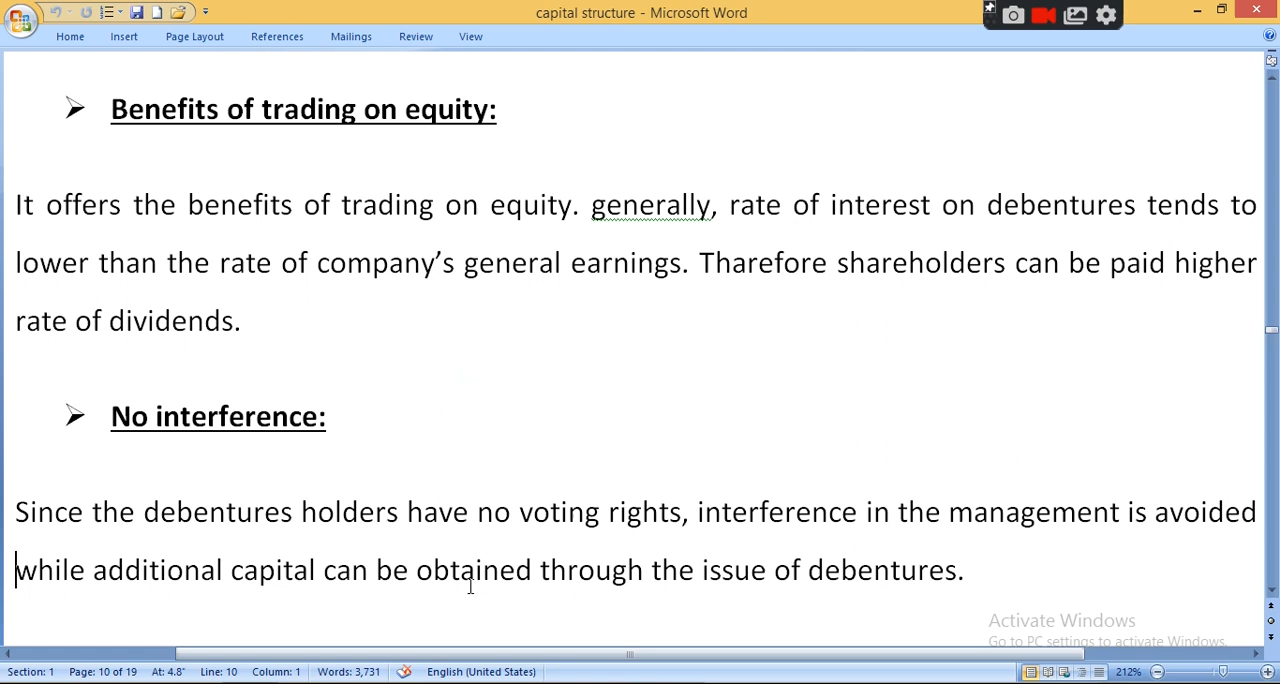 capital structure - Microsoft Word
Home Insert Page Layout References Mailings Review View
Benefits of trading on equity:
It offers the benefits of trading on equity. generally, rate of interest on debentures tends to
lower than the rate of company’s general earnings. Tharefore shareholders can be paid higher
rate of dividends.
No interference:
Since the debentures holders have no voting rights, interference in the management is avoided
while additional capital can be obtained through the issue of debentures.
Activate Windows
Go to PC settings to activate Windows.
Section: 1 Page: 10 of 19 At: 4.8" Line: 10 Column: 1 Words: 3,731 English (United States) 212%